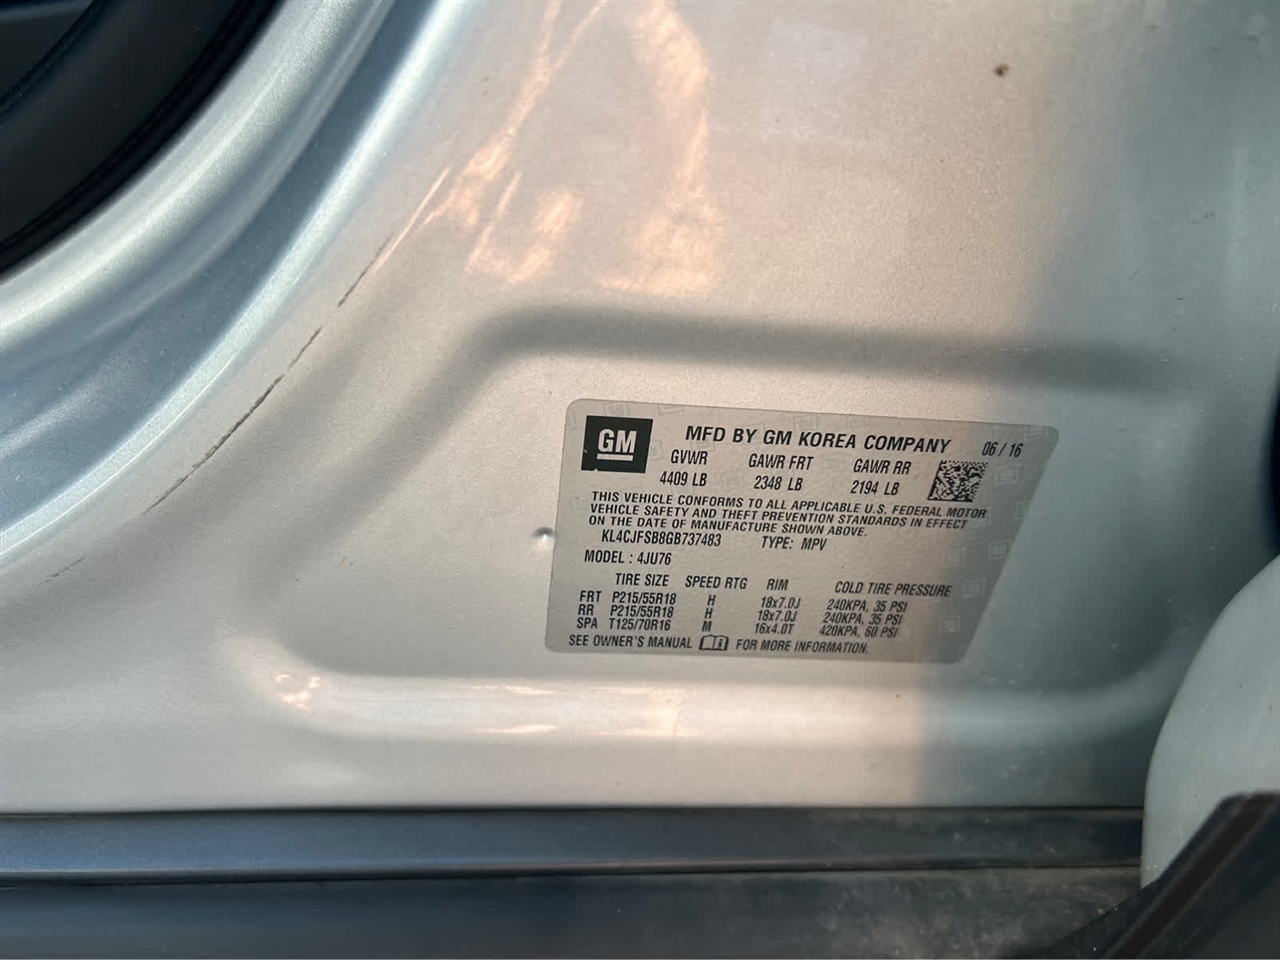 GM
MFD BY GM KOREA COMPANY 06 / 16
GVWR GAWR FRT GAWR RR
4409 LB 2348 LB 2194 LB
THIS VEHICLE CONFORMS TO ALL APPLICABLE U.S. FEDERAL MOTOR
VEHICLE SAFETY AND THEFT PREVENTION STANDARDS IN EFFECT
ON THE DATE OF MANUFACTURE SHOWN ABOVE.
KL4CJFSB8GB737483 TYPE: MPV
MODEL : 4JU76
TIRE SIZE SPEED RTG RIM COLD TIRE PRESSURE
FRT P215/55R18 H 18x7.0J 240KPA, 35 PSI
RR P215/55R18 H 18x7.0J 240KPA, 35 PSI
SPA T125/70R16 M 16x4.0T 420KPA, 60 PSI
SEE OWNER'S MANUAL FOR MORE INFORMATION.